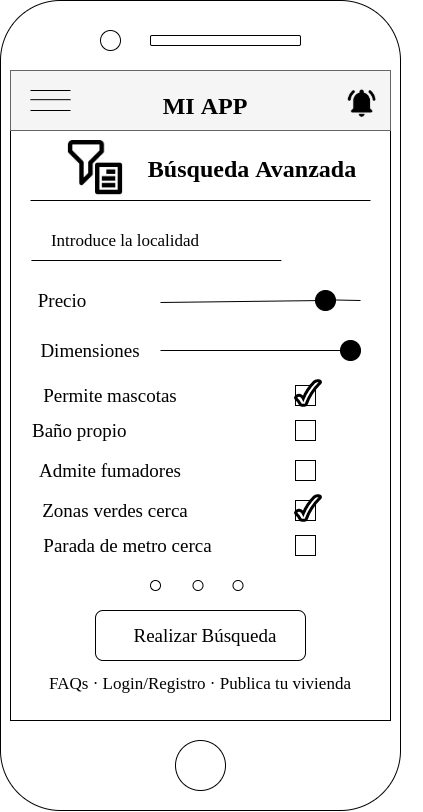 MI APP
Búsqueda Avanzada
Introduce la localidad
Precio
Dimensiones
Permite mascotas
Baño propio
Admite fumadores
Zonas verdes cerca
Parada de metro cerca
Realizar Búsqueda
FAQs · Login/Registro · Publica tu vivienda